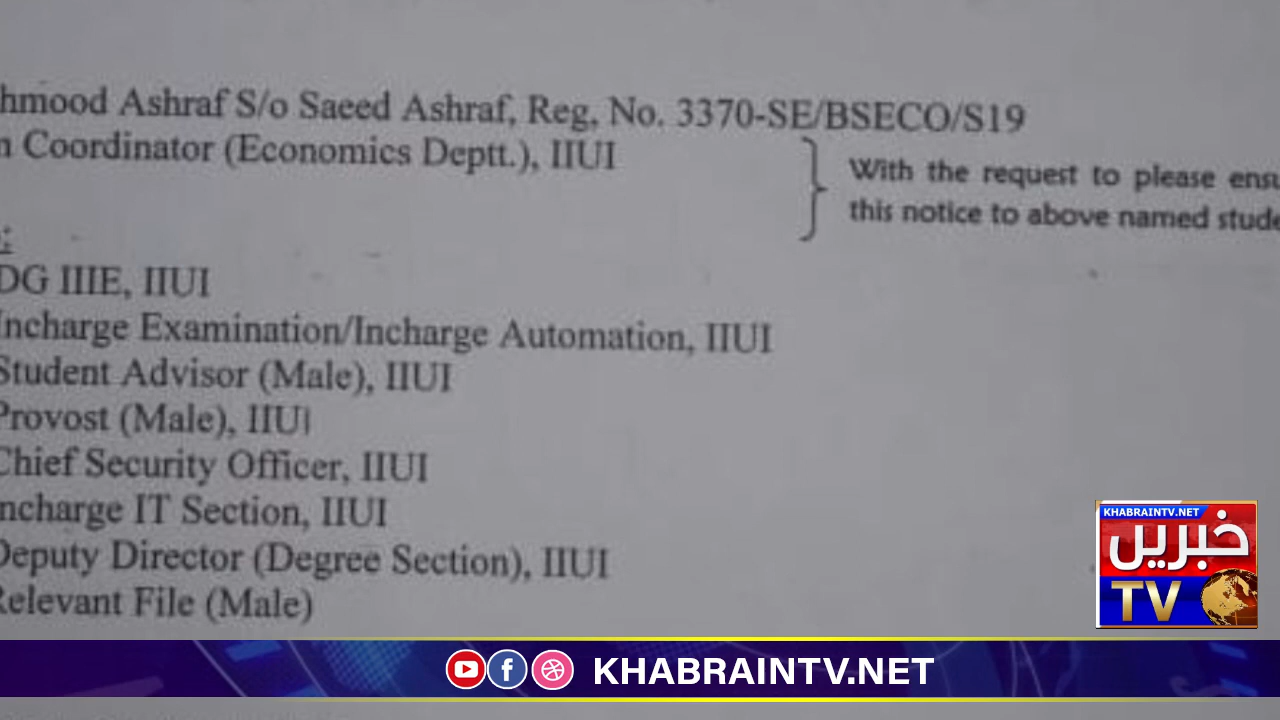 hmood Ashraf S/o Saeed Ashraf, Reg, No. 3370-SE/BSECO/S19
n Coordinator (Economics Deptt.), IIUI
With the request to please ensu
this notice to above named stude
:
DG IIIE, IIUI
Incharge Examination/Incharge Automation, IIUI
Student Advisor (Male), IIUI
Provost (Male), IIUI
Chief Security Officer, IIUI
ncharge IT Section, IIUI
Deputy Director (Degree Section), IIUI
Relevant File (Male)
KHABRAINTV.NET
خبریں
TV
KHABRAINTV.NET